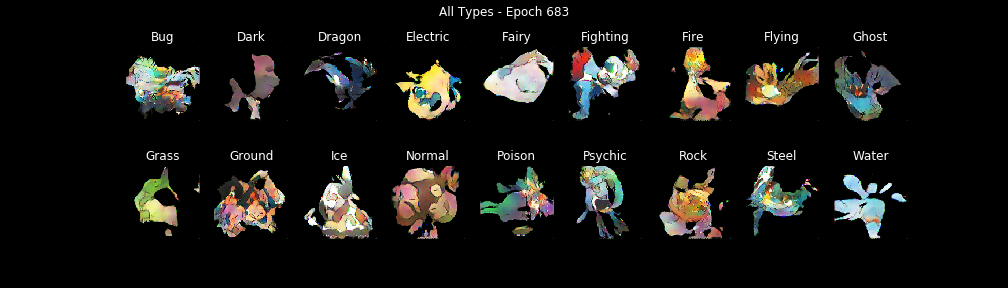 All Types - Epoch 683
Bug Dark Dragon Electric Fairy Fighting Fire Flying Ghost
Grass Ground Ice Normal Poison Psychic Rock Steel Water